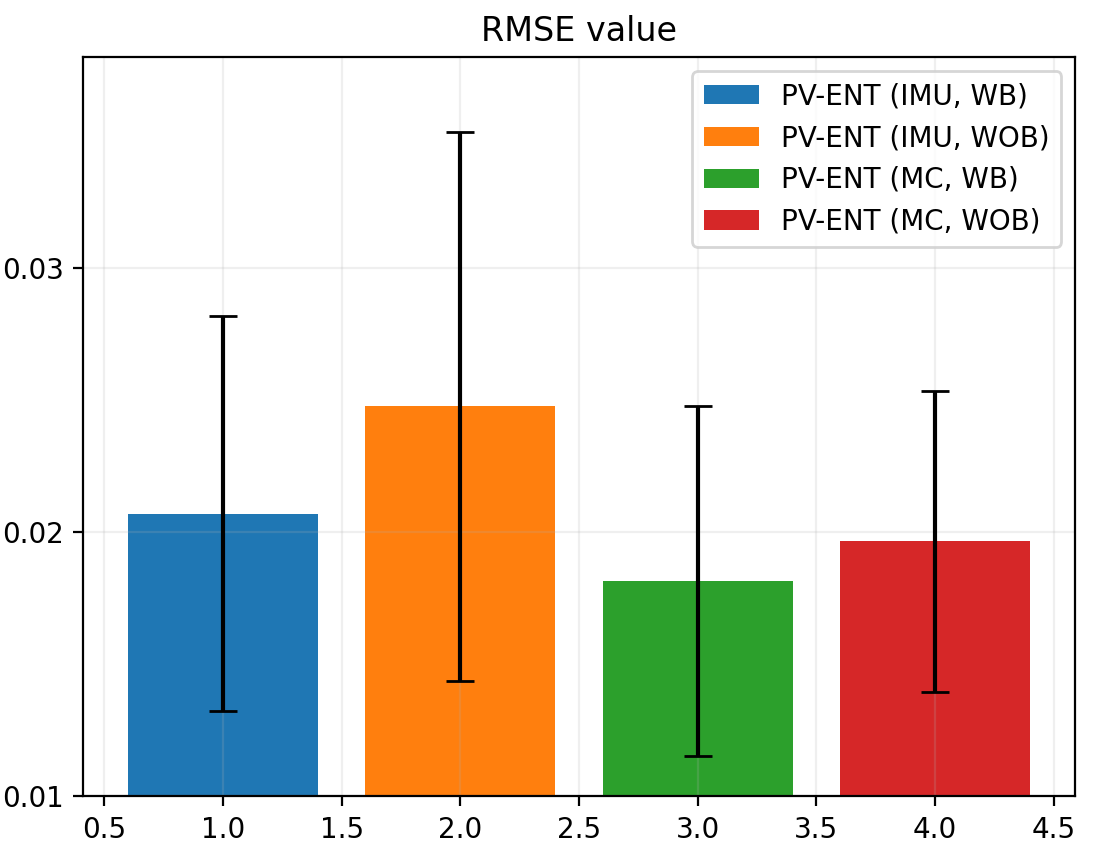 RMSE value
PV-ENT (IMU, WB)
PV-ENT (IMU, WOB)
PV-ENT (MC, WB)
PV-ENT (MC, WOB)
0.03
0.02
0.01
0.5 1.0 1.5 2.0 2.5 3.0 3.5 4.0 4.5